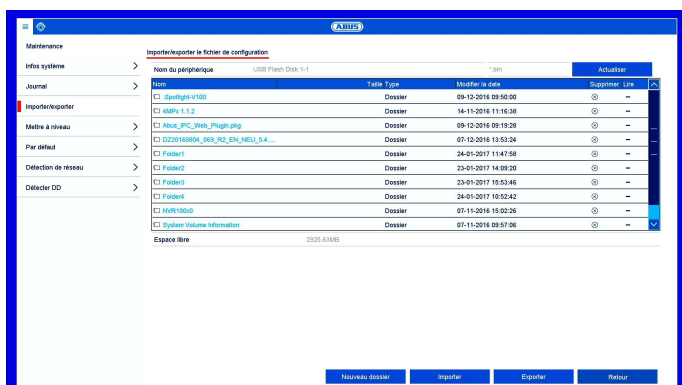 ABUS
Maintenance
Importer/exporter le fichier de configuration
Infos système
Nom du périphérique USB Flash Disk 1-1 *.bin Actualiser
Journal
Nom Taille Type Modifier la date Supprimer Lire
.Spotlight-V100 Dossier 09-12-2016 09:50:00
Importer/exporter
4MPx 1.1.2 Dossier 14-11-2016 11:16:38
Abus_IPC_Web_Plugin.pkg Dossier 09-12-2016 09:19:28
Mettre à niveau
DZ20160804_869_R2_EN_NEU_5.4.... Dossier 07-12-2016 13:53:24
Par défaut
Folder1 Dossier 24-01-2017 11:47:58
Folder2 Dossier 23-01-2017 14:09:20
Détection de réseau
Folder3 Dossier 23-01-2017 15:53:46
Détecter DD
Folder4 Dossier 24-01-2017 10:52:42
NVR100x0 Dossier 07-11-2016 15:02:26
System Volume Information Dossier 07-11-2016 09:57:06
Espace libre 2925.63MB
Nouveau dossier Importer Exporter Retour